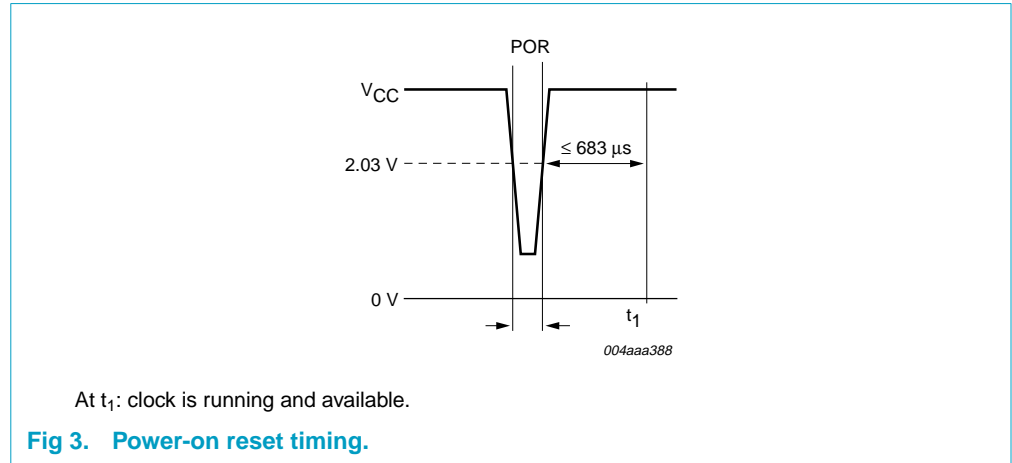 POR
VCC
≤ 683 μs
2.03 V
0 V
t1
004aaa388
At t1: clock is running and available.
Fig 3. Power-on reset timing.